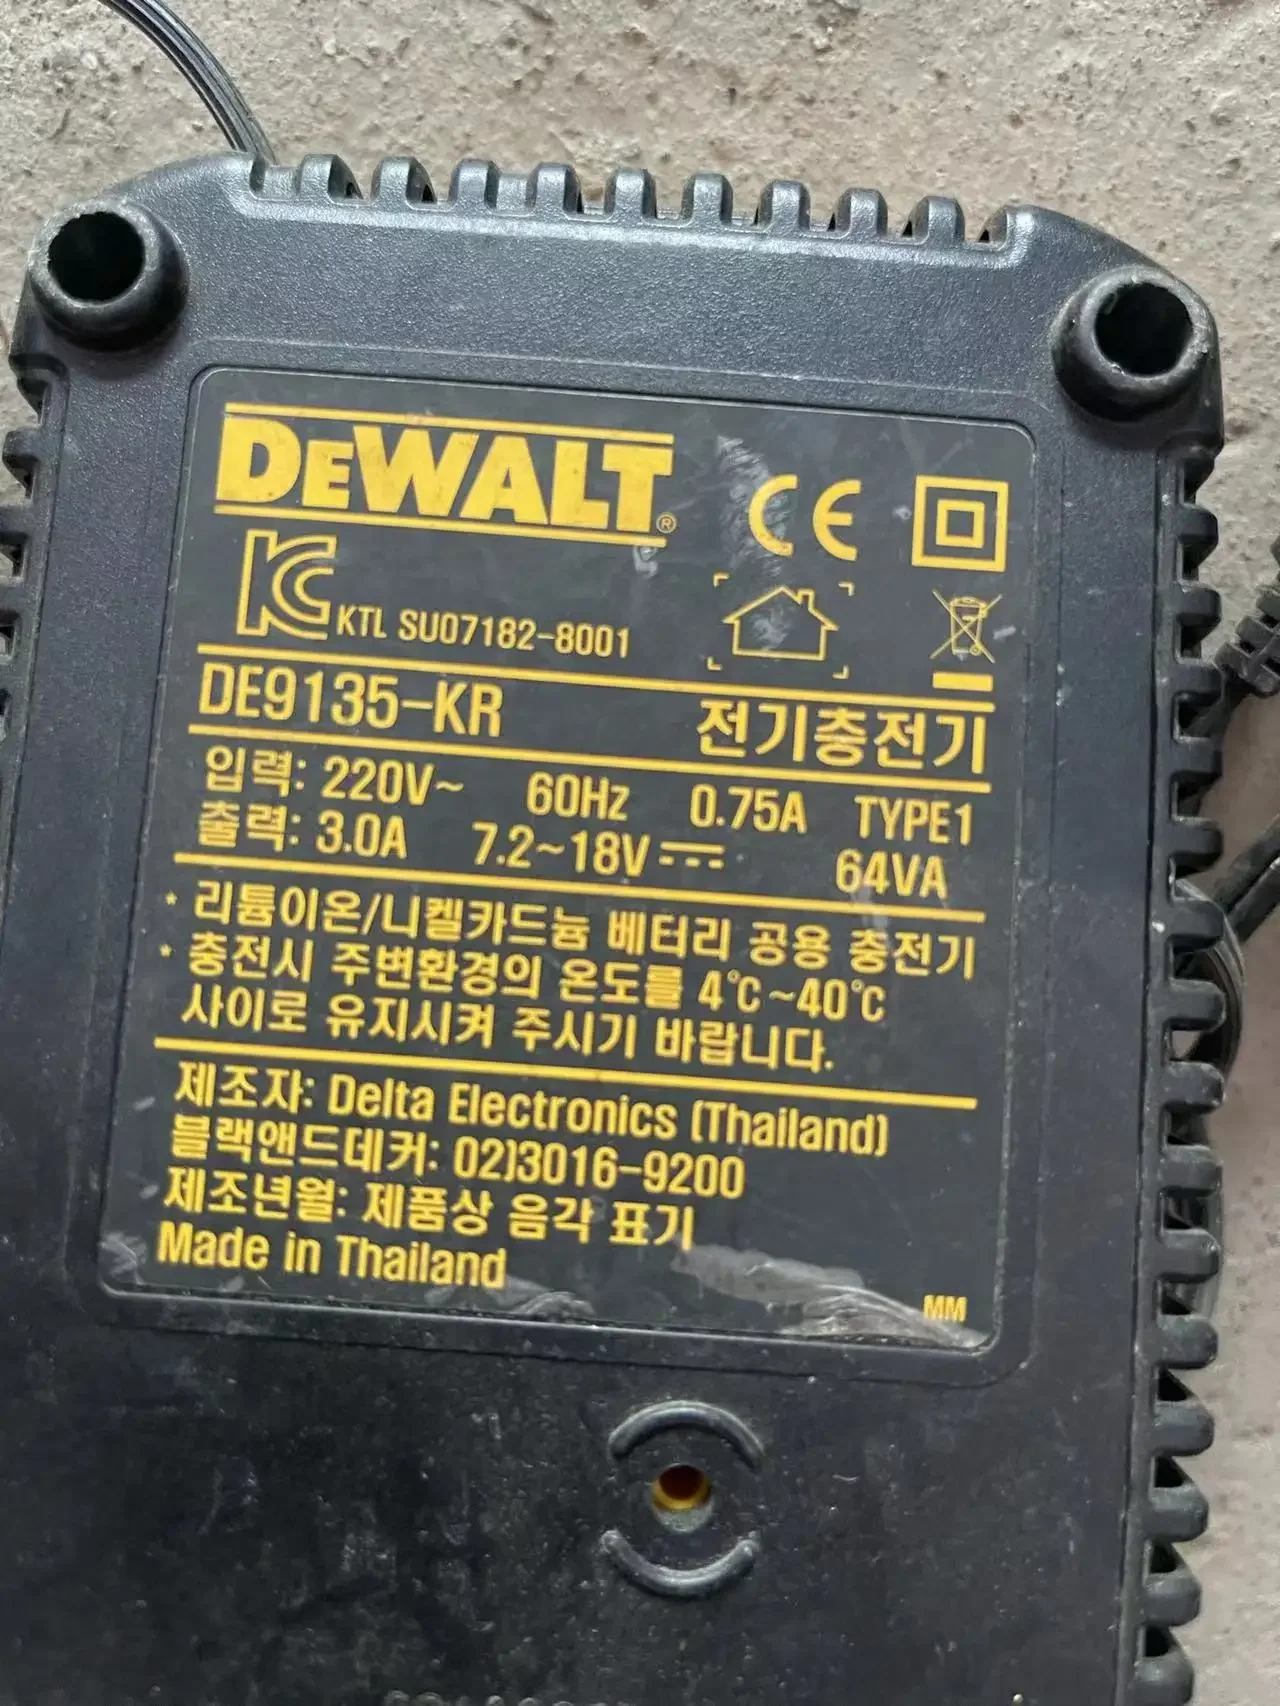 DEWALT®
KTL SU07182-8001
DE9135-KR 전기충전기
입력: 220V~ 60Hz 0.75A TYPE1
출력: 3.0A 7.2~18V 64VA
* 리튬이온/니켈카드늄 베터리 공용 충전기
* 충전시 주변환경의 온도를 4℃~40℃
사이로 유지시켜 주시기 바랍니다.
제조자: Delta Electronics (Thailand)
블랙앤드데커: 02)3016-9200
제조년월: 제품상 음각 표기
Made in Thailand
MM